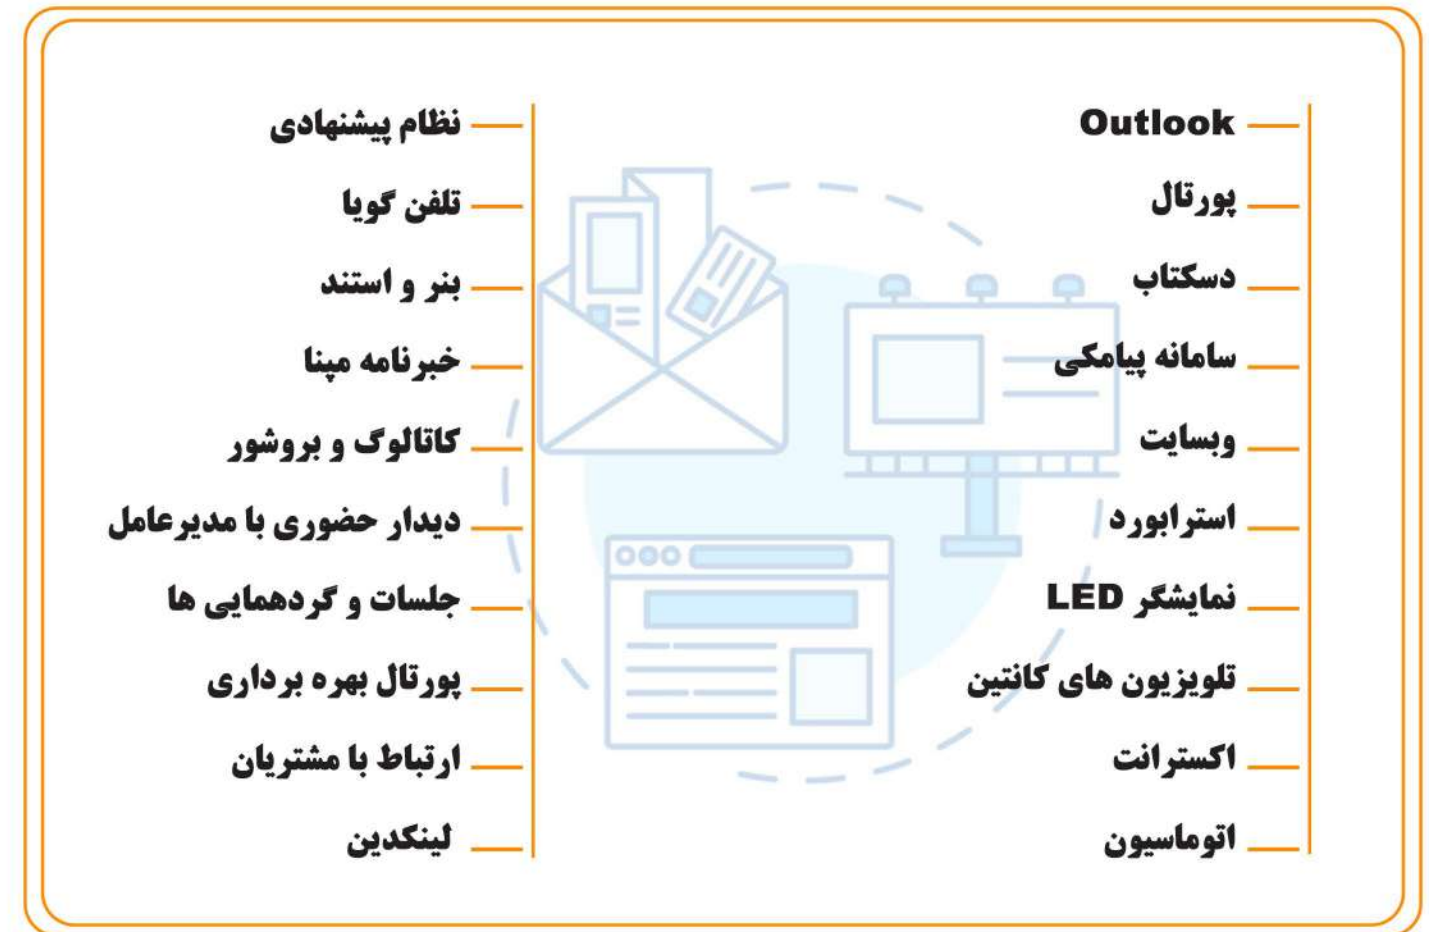 Outlook
پورتال
دسکتاب
سامانه پیامکی
وبسایت
استرابورد
نمایشگر LED
تلویزیون های کانتین
اکسترانت
اتوماسیون
نظام پیشنهادی
تلفن گویا
بنر و استند
خبرنامه مپنا
کاتالوگ و بروشور
دیدار حضوری با مدیرعامل
جلسات و گردهمایی ها
پورتال بهره برداری
ارتباط با مشتریان
لینکدین